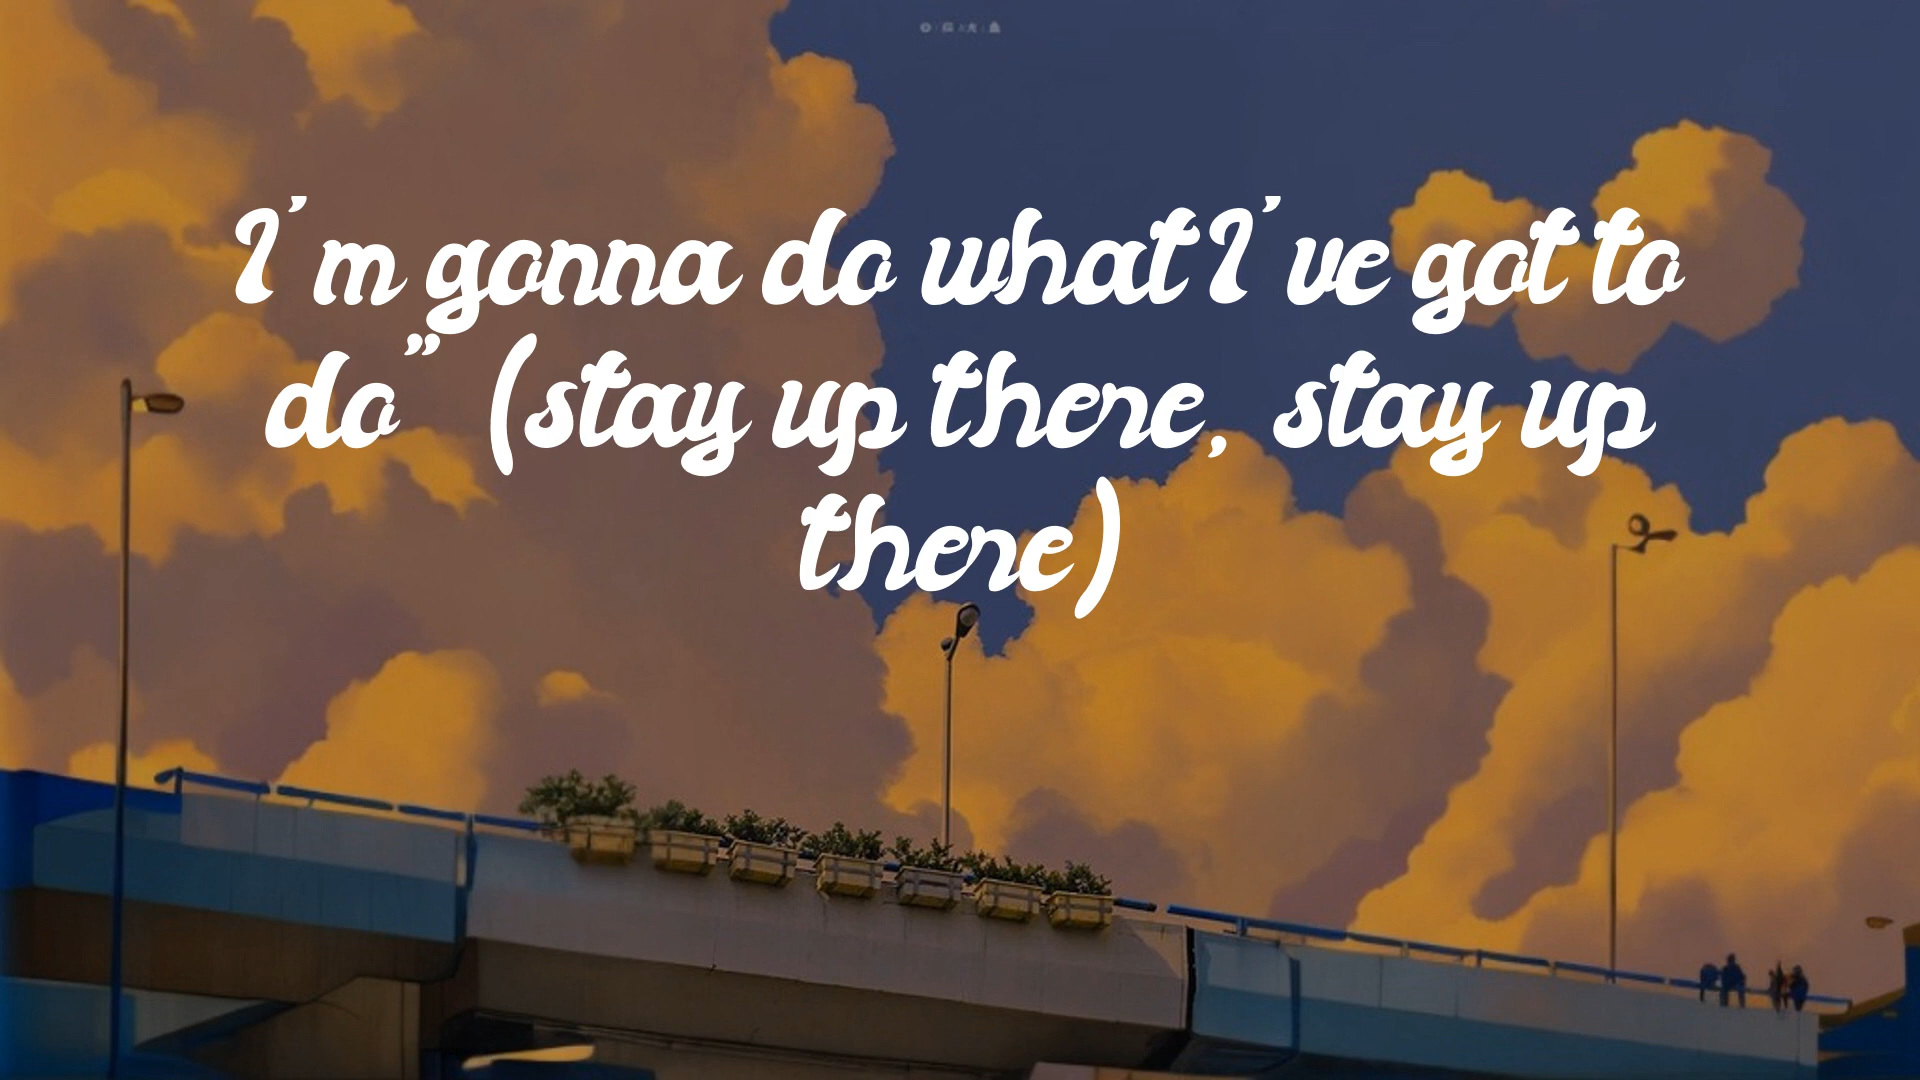 I'm gonna do what I've got to
do" (stay up there, stay up
there)